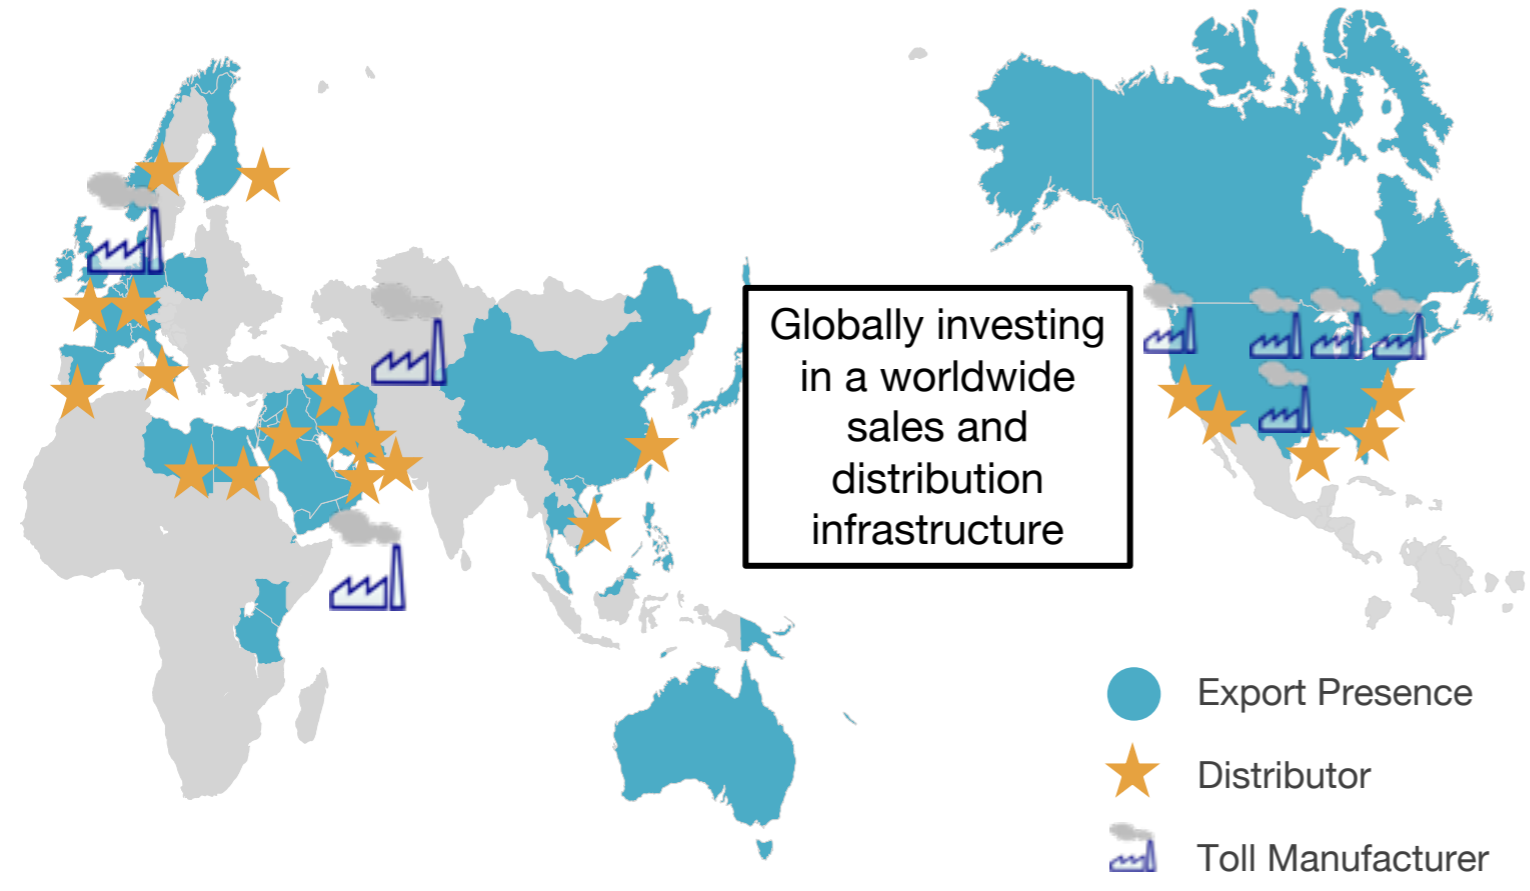 Globally investing
in a worldwide
sales and
distribution
infrastructure
Export Presence
Distributor
Toll Manufacturer